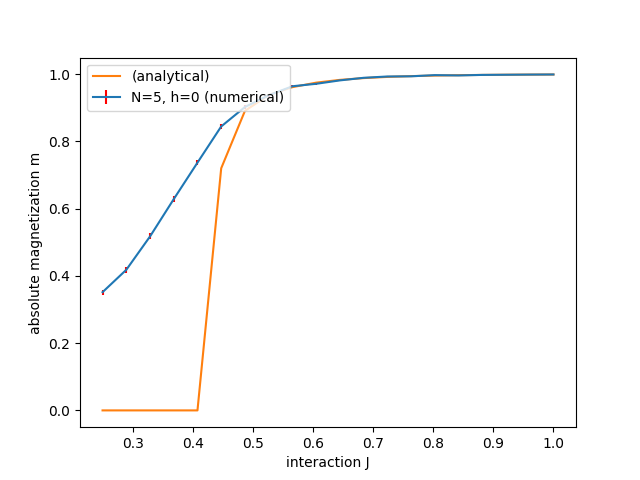 (analytical)
N=5, h=0 (numerical)
absolute magnetization m
1.0
0.8
0.6
0.4
0.2
0.0
0.3 0.4 0.5 0.6 0.7 0.8 0.9 1.0
interaction J